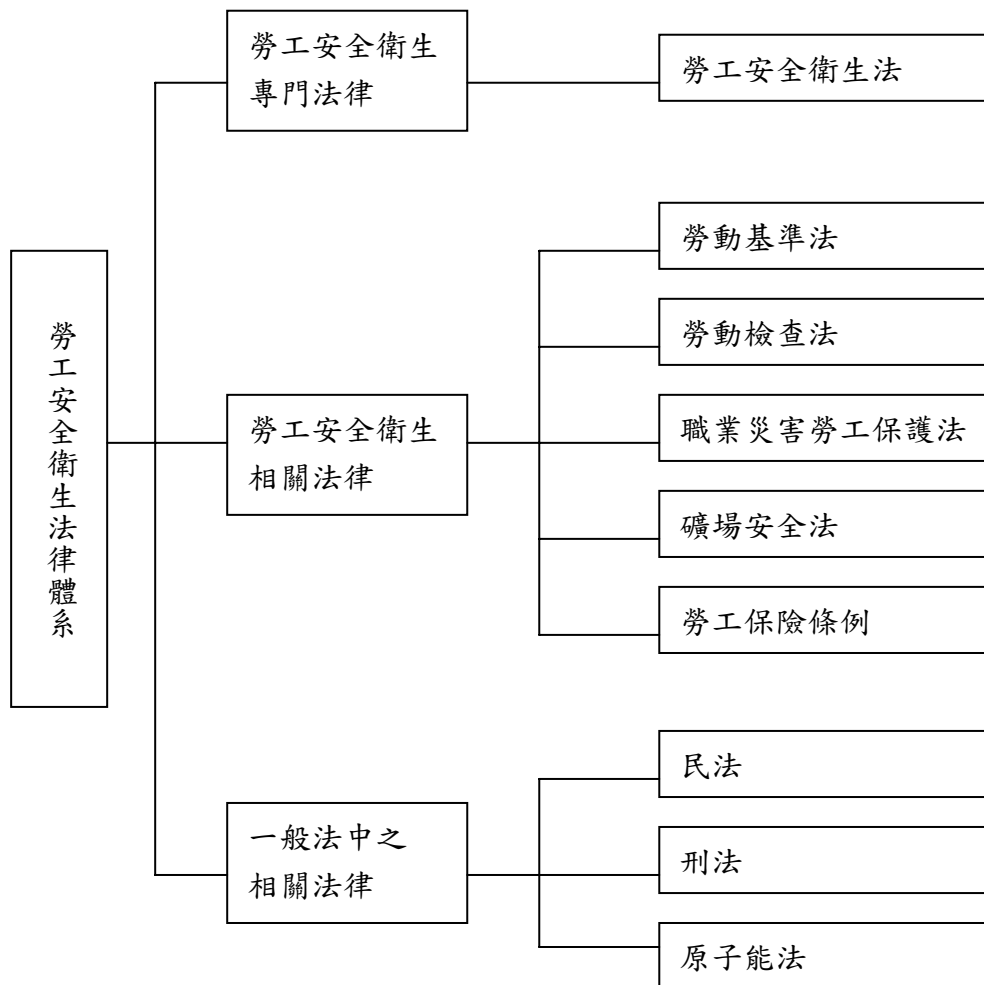 勞工安全衛生法律體系
勞工安全衛生
專門法律
勞工安全衛生法
勞工安全衛生
相關法律
勞動基準法
勞動檢查法
職業災害勞工保護法
礦場安全法
勞工保險條例
一般法中之
相關法律
民法
刑法
原子能法